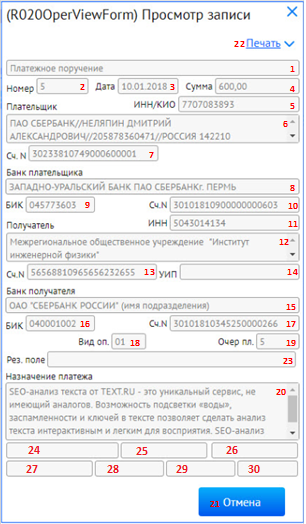 (R020OperViewForm) Просмотр записи
22 Печать
Платежное поручение 1
Номер 5 2 Дата 10.01.2018 3 Сумма 600,00 4
Плательщик ИНН/КИО 7707083893 5
ПАО СБЕРБАНК//НЕЛЯПИН ДМИТРИЙ 6
АЛЕКСАНДРОВИЧ//205878360471//РОССИЯ 142210
Сч. N 30233810749000600001 7
Банк плательщика
ЗАПАДНО-УРАЛЬСКИЙ БАНК ПАО СБЕРБАНКг. ПЕРМЬ 8
БИК 045773603 9 Сч.N 30101810900000000603 10
Получатель ИНН 5043014134 11
Межрегиональное общественное учреждение "Институт 12
инженерной физики"
Сч.N 56568810965656232655 13 УИП 14
Банк получателя
ОАО "СБЕРБАНК РОССИИ" (имя подразделения) 15
БИК 040001002 16 Сч.N 30101810345250000266 17
Вид оп. 01 18 Очер пл. 5 19
Рез. поле 23
Назначение платежа
SEO-анализ текста от TEXT.RU - это уникальный сервис, не 20
имеющий аналогов. Возможность подсветки «воды»,
заспамленности и ключей в тексте позволяет сделать анализ
текста интерактивным и легким для восприятия. SEO-анализ
24 25 26
27 28 29 30
21 Отмена